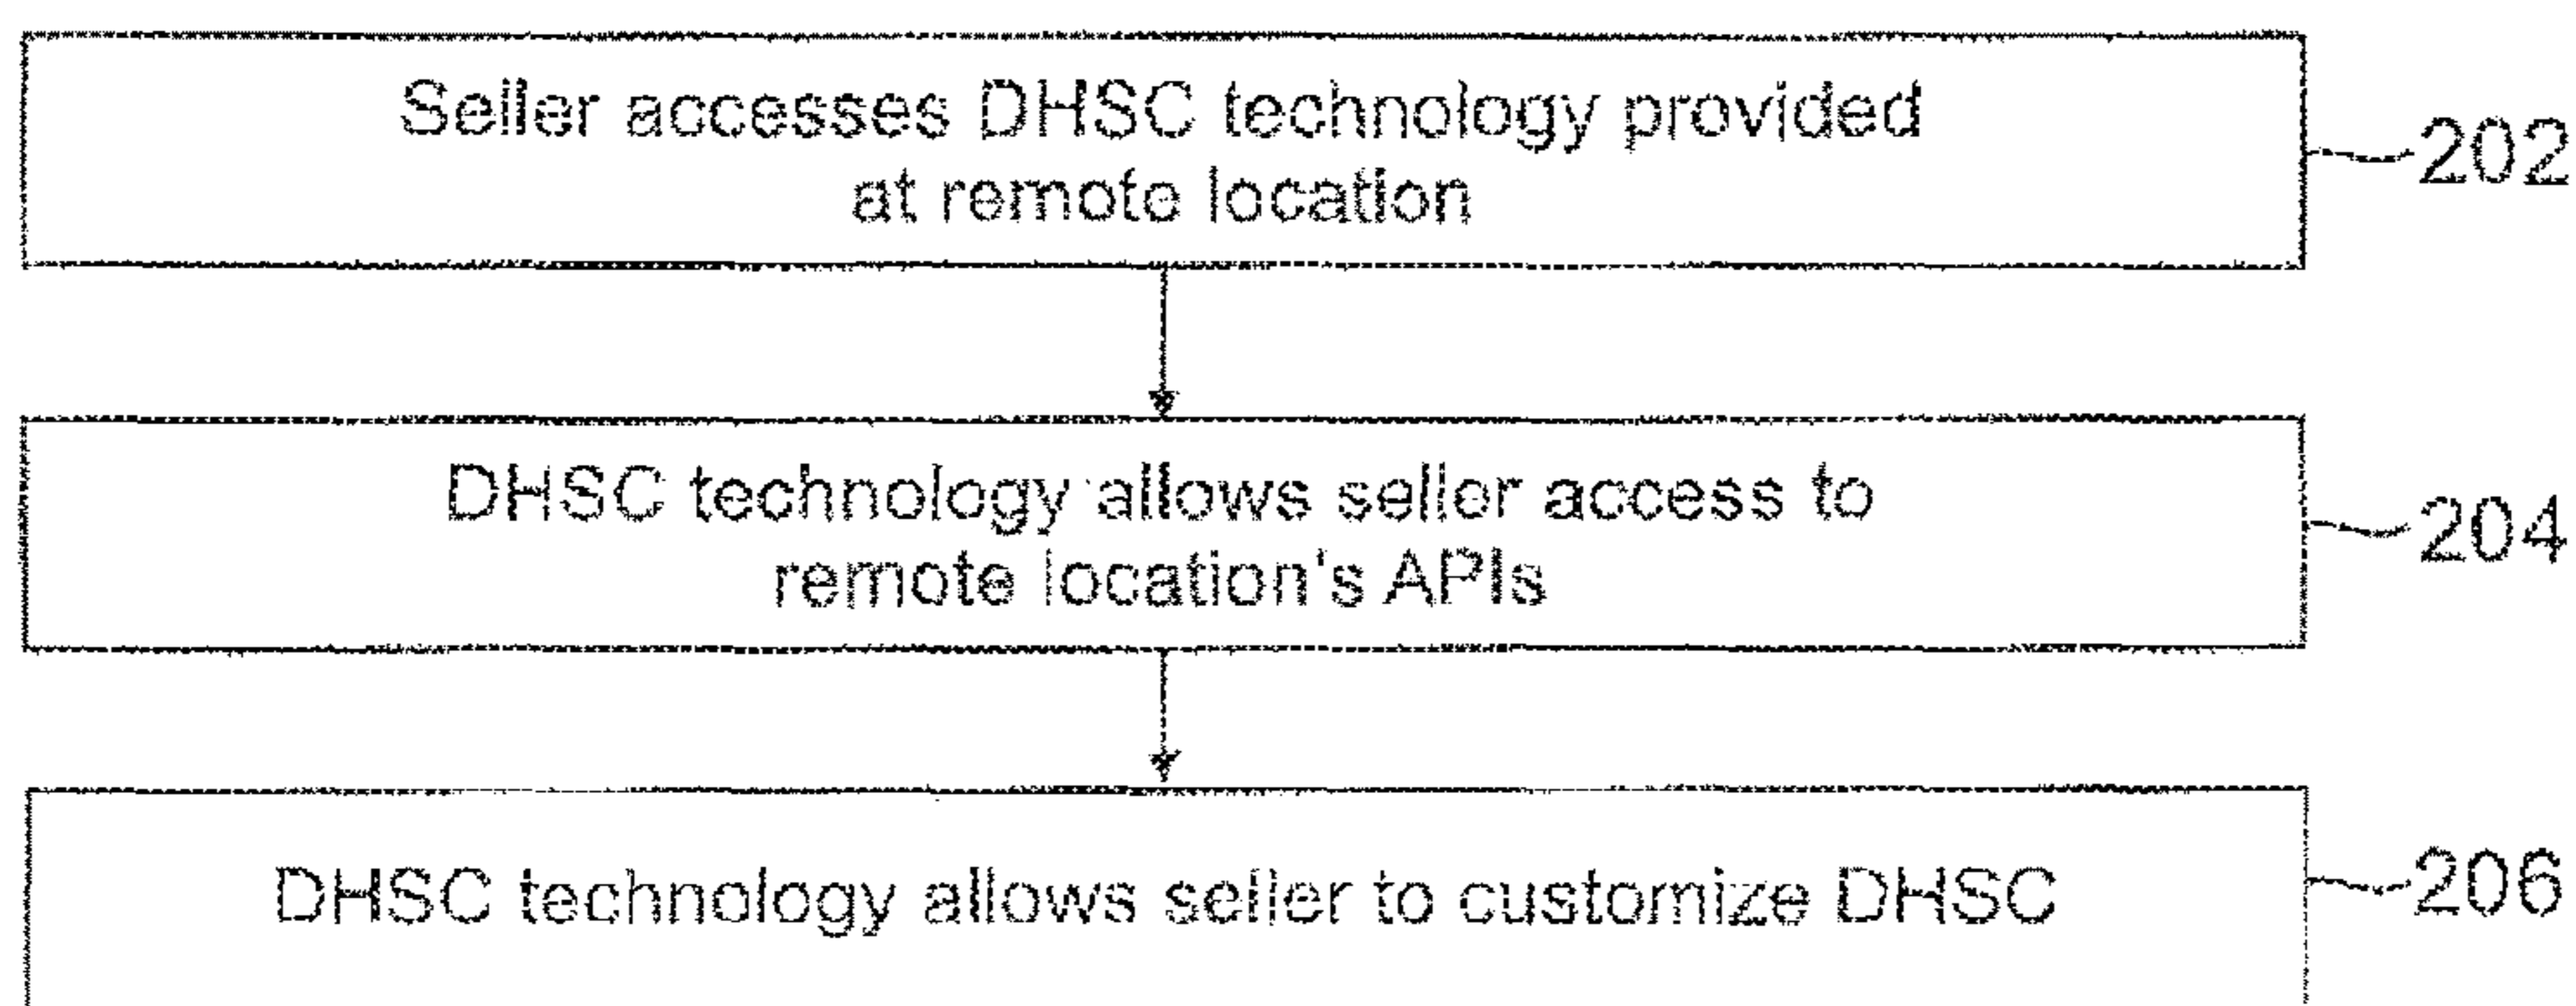 Seller accesses DHSC technology provided
at remote location
202
DHSC technology allows seller access to
remote location's APIs
204
DHSC technology allows seller to customize DHSC
206